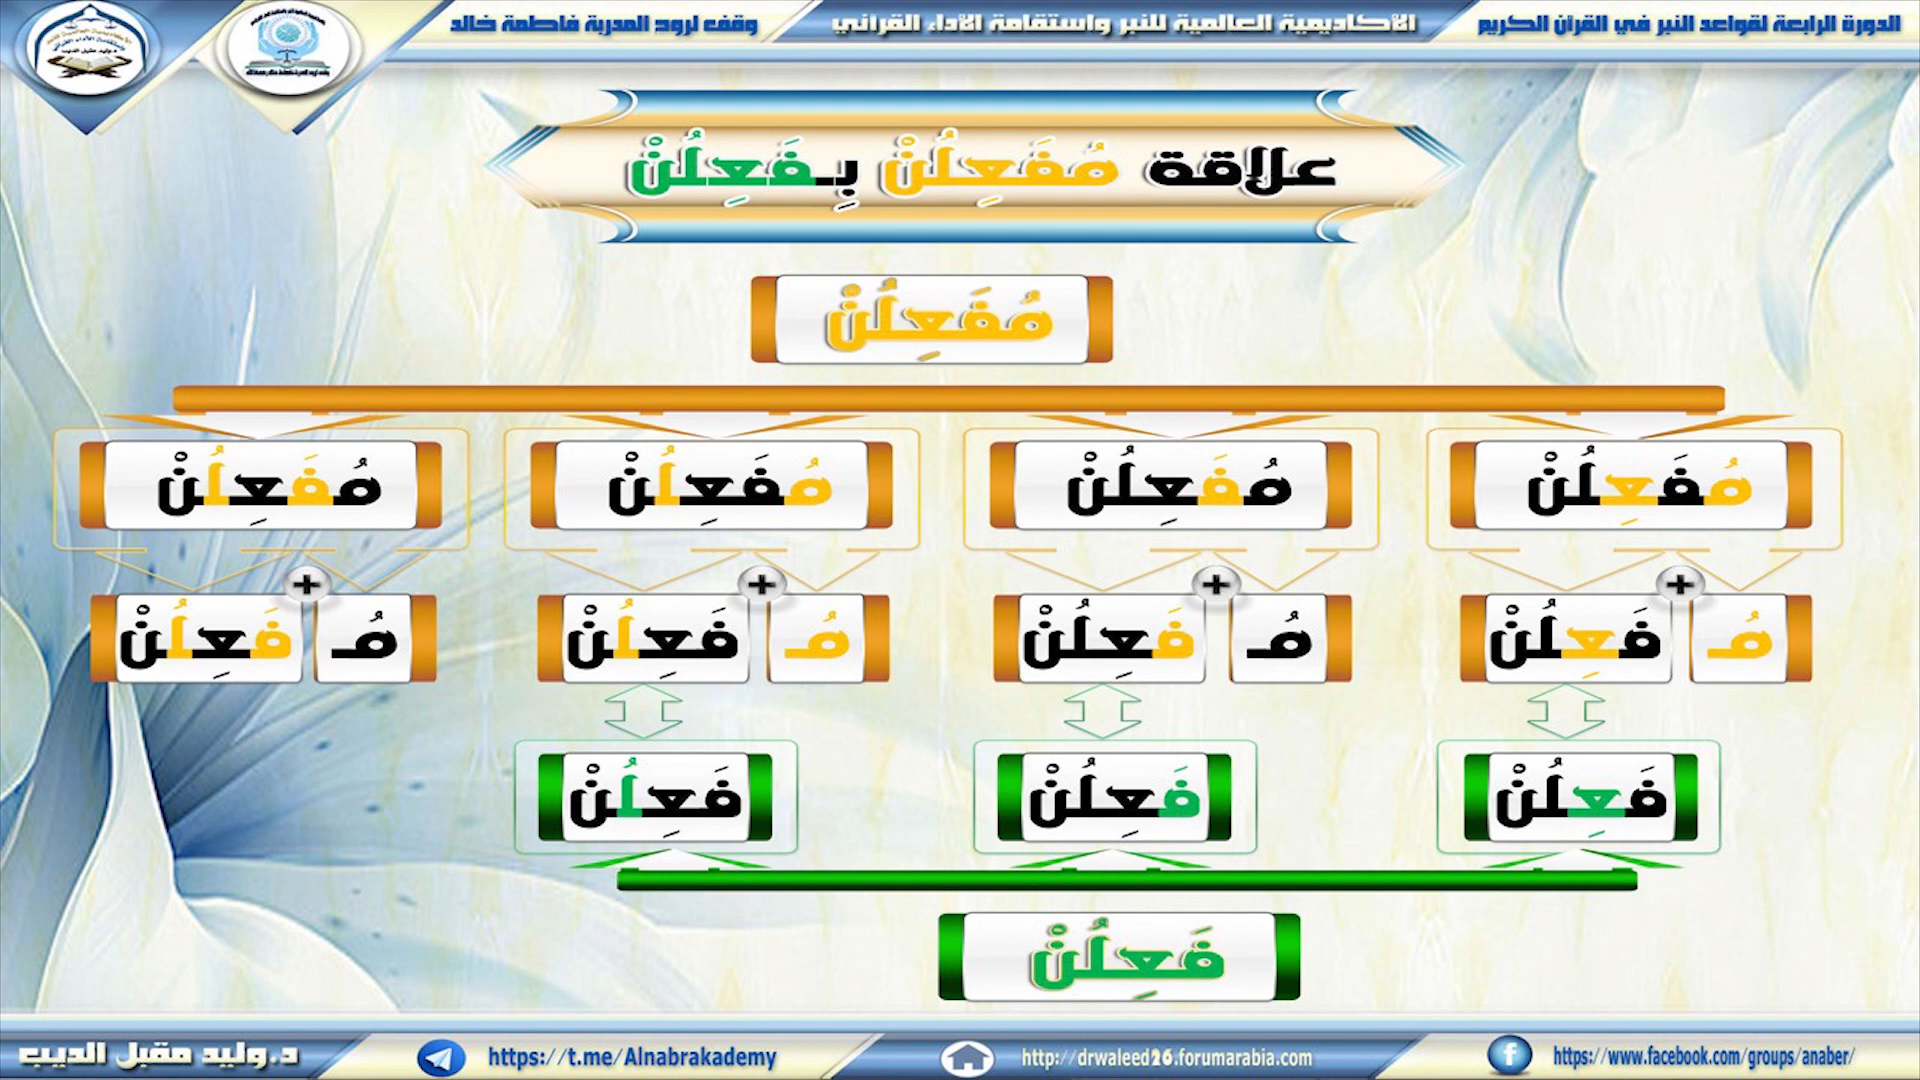 الدورة الرابعة لقواعد النبر في القرآن الكريم
الأكاديمية العالمية للنبر واستقامة الأداء القرآني
وقف لرود المدربة فاطمة خالد
علاقة مُفَعِلُنْ بِـفَعِلُنْ
مُفَعِلُنْ
مُفَعِلُنْ
مُفَعِلُنْ
مُفَعِلُنْ
مُفَعِلُنْ
مُـ + فَعِلُنْ
مُـ + فَعِلُنْ
مُـ + فَعِلُنْ
مُـ + فَعِلُنْ
فَعِلُنْ
فَعِلُنْ
فَعِلُنْ
فَعِلُنْ
https://www.facebook.com/groups/anaber/
http://drwaleed26.forumarabia.com
https://t.me/Alnabrakademy
د.وليد مقبل الديب